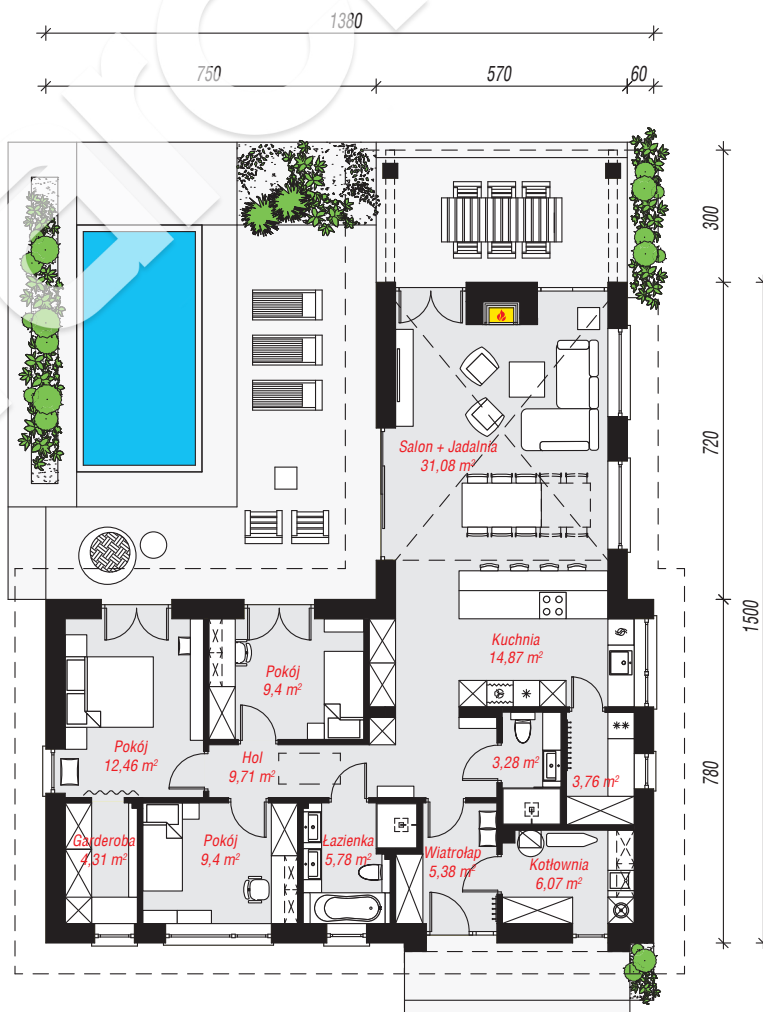 1380
750
570
60
300
Salon + Jadalnia
31,08 m²
720
1500
Kuchnia
14,87 m²
Pokój
9,4 m²
Pokój
12,46 m²
Hol
9,71 m²
3,28 m²
3,76 m²
780
Garderoba
4,31 m²
Pokój
9,4 m²
Łazienka
5,78 m²
Wiatrołap
5,38 m²
Kotłownia
6,07 m²